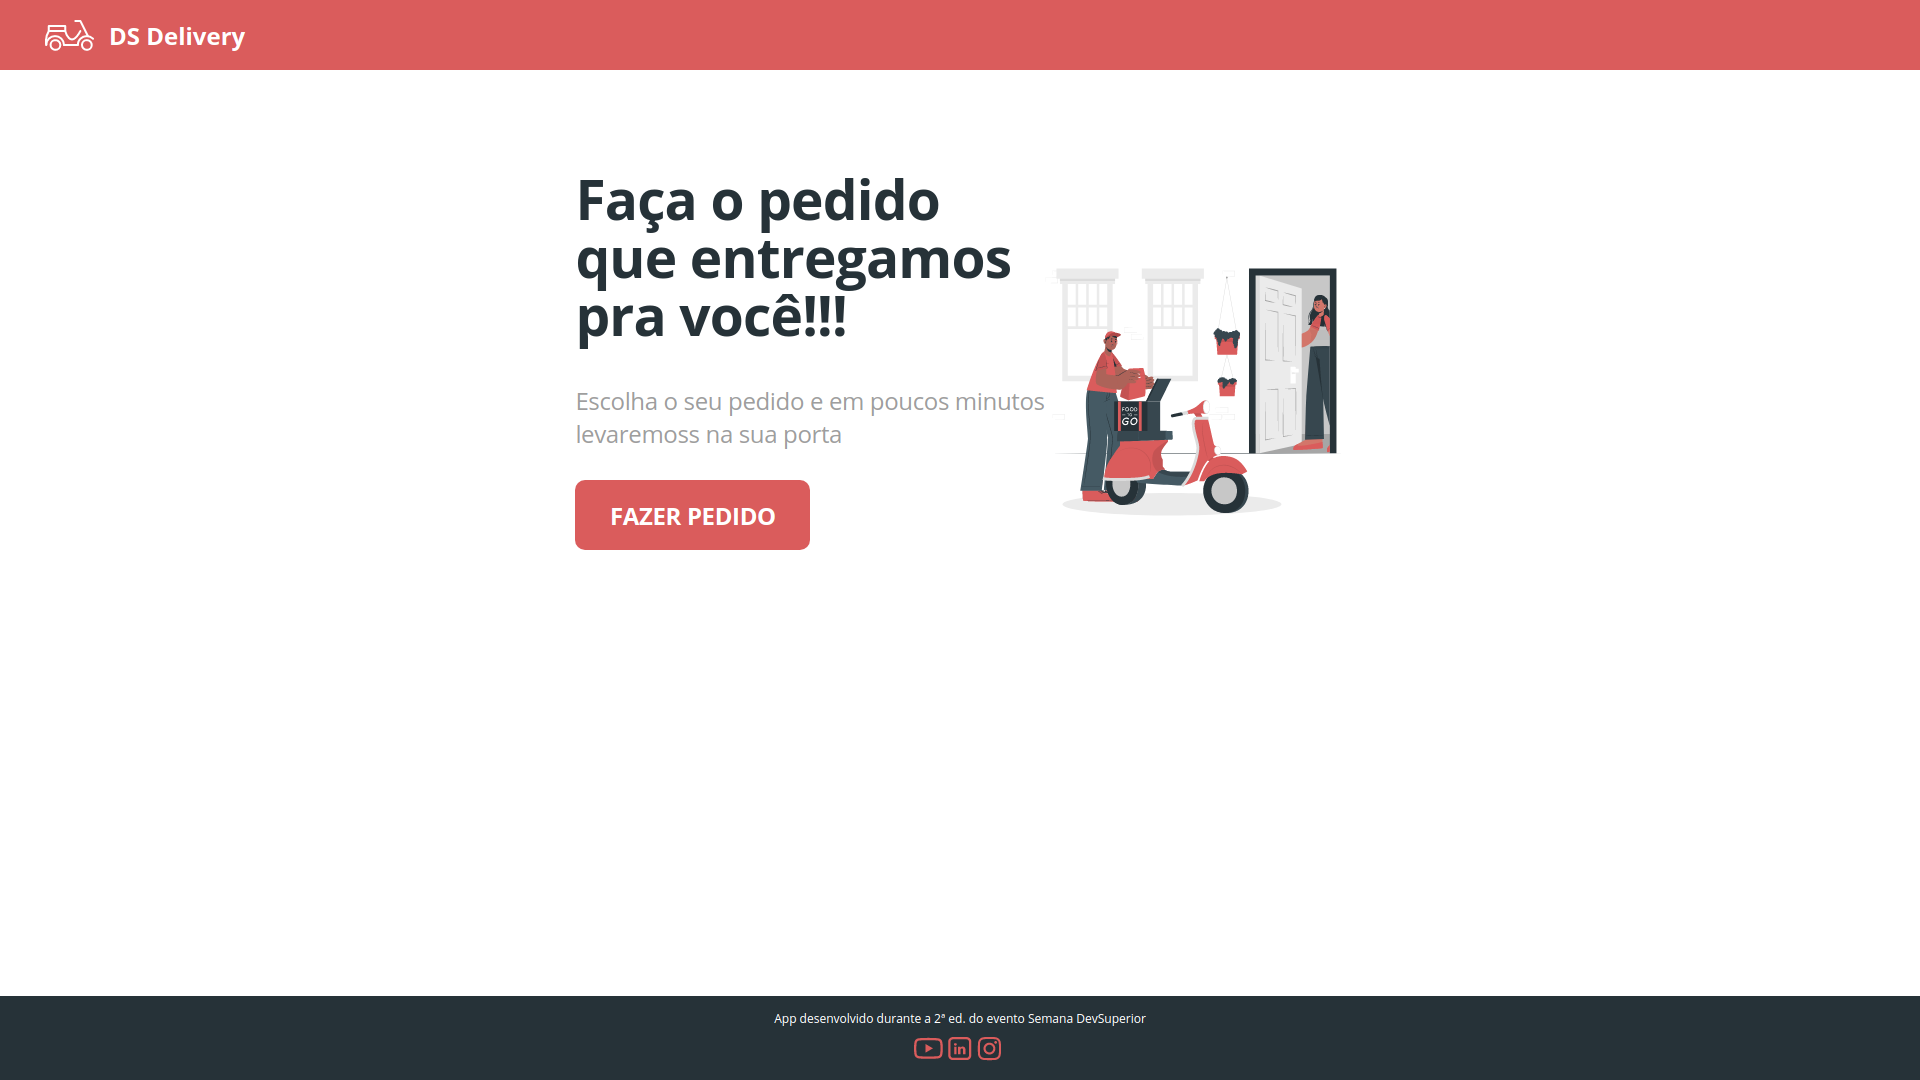 DS Delivery
Faça o pedido
que entregamos
pra você!!!
Escolha o seu pedido e em poucos minutos
levaremoss na sua porta
FOOD
TO
GO
FAZER PEDIDO
App desenvolvido durante a 2ª ed. do evento Semana DevSuperior
in